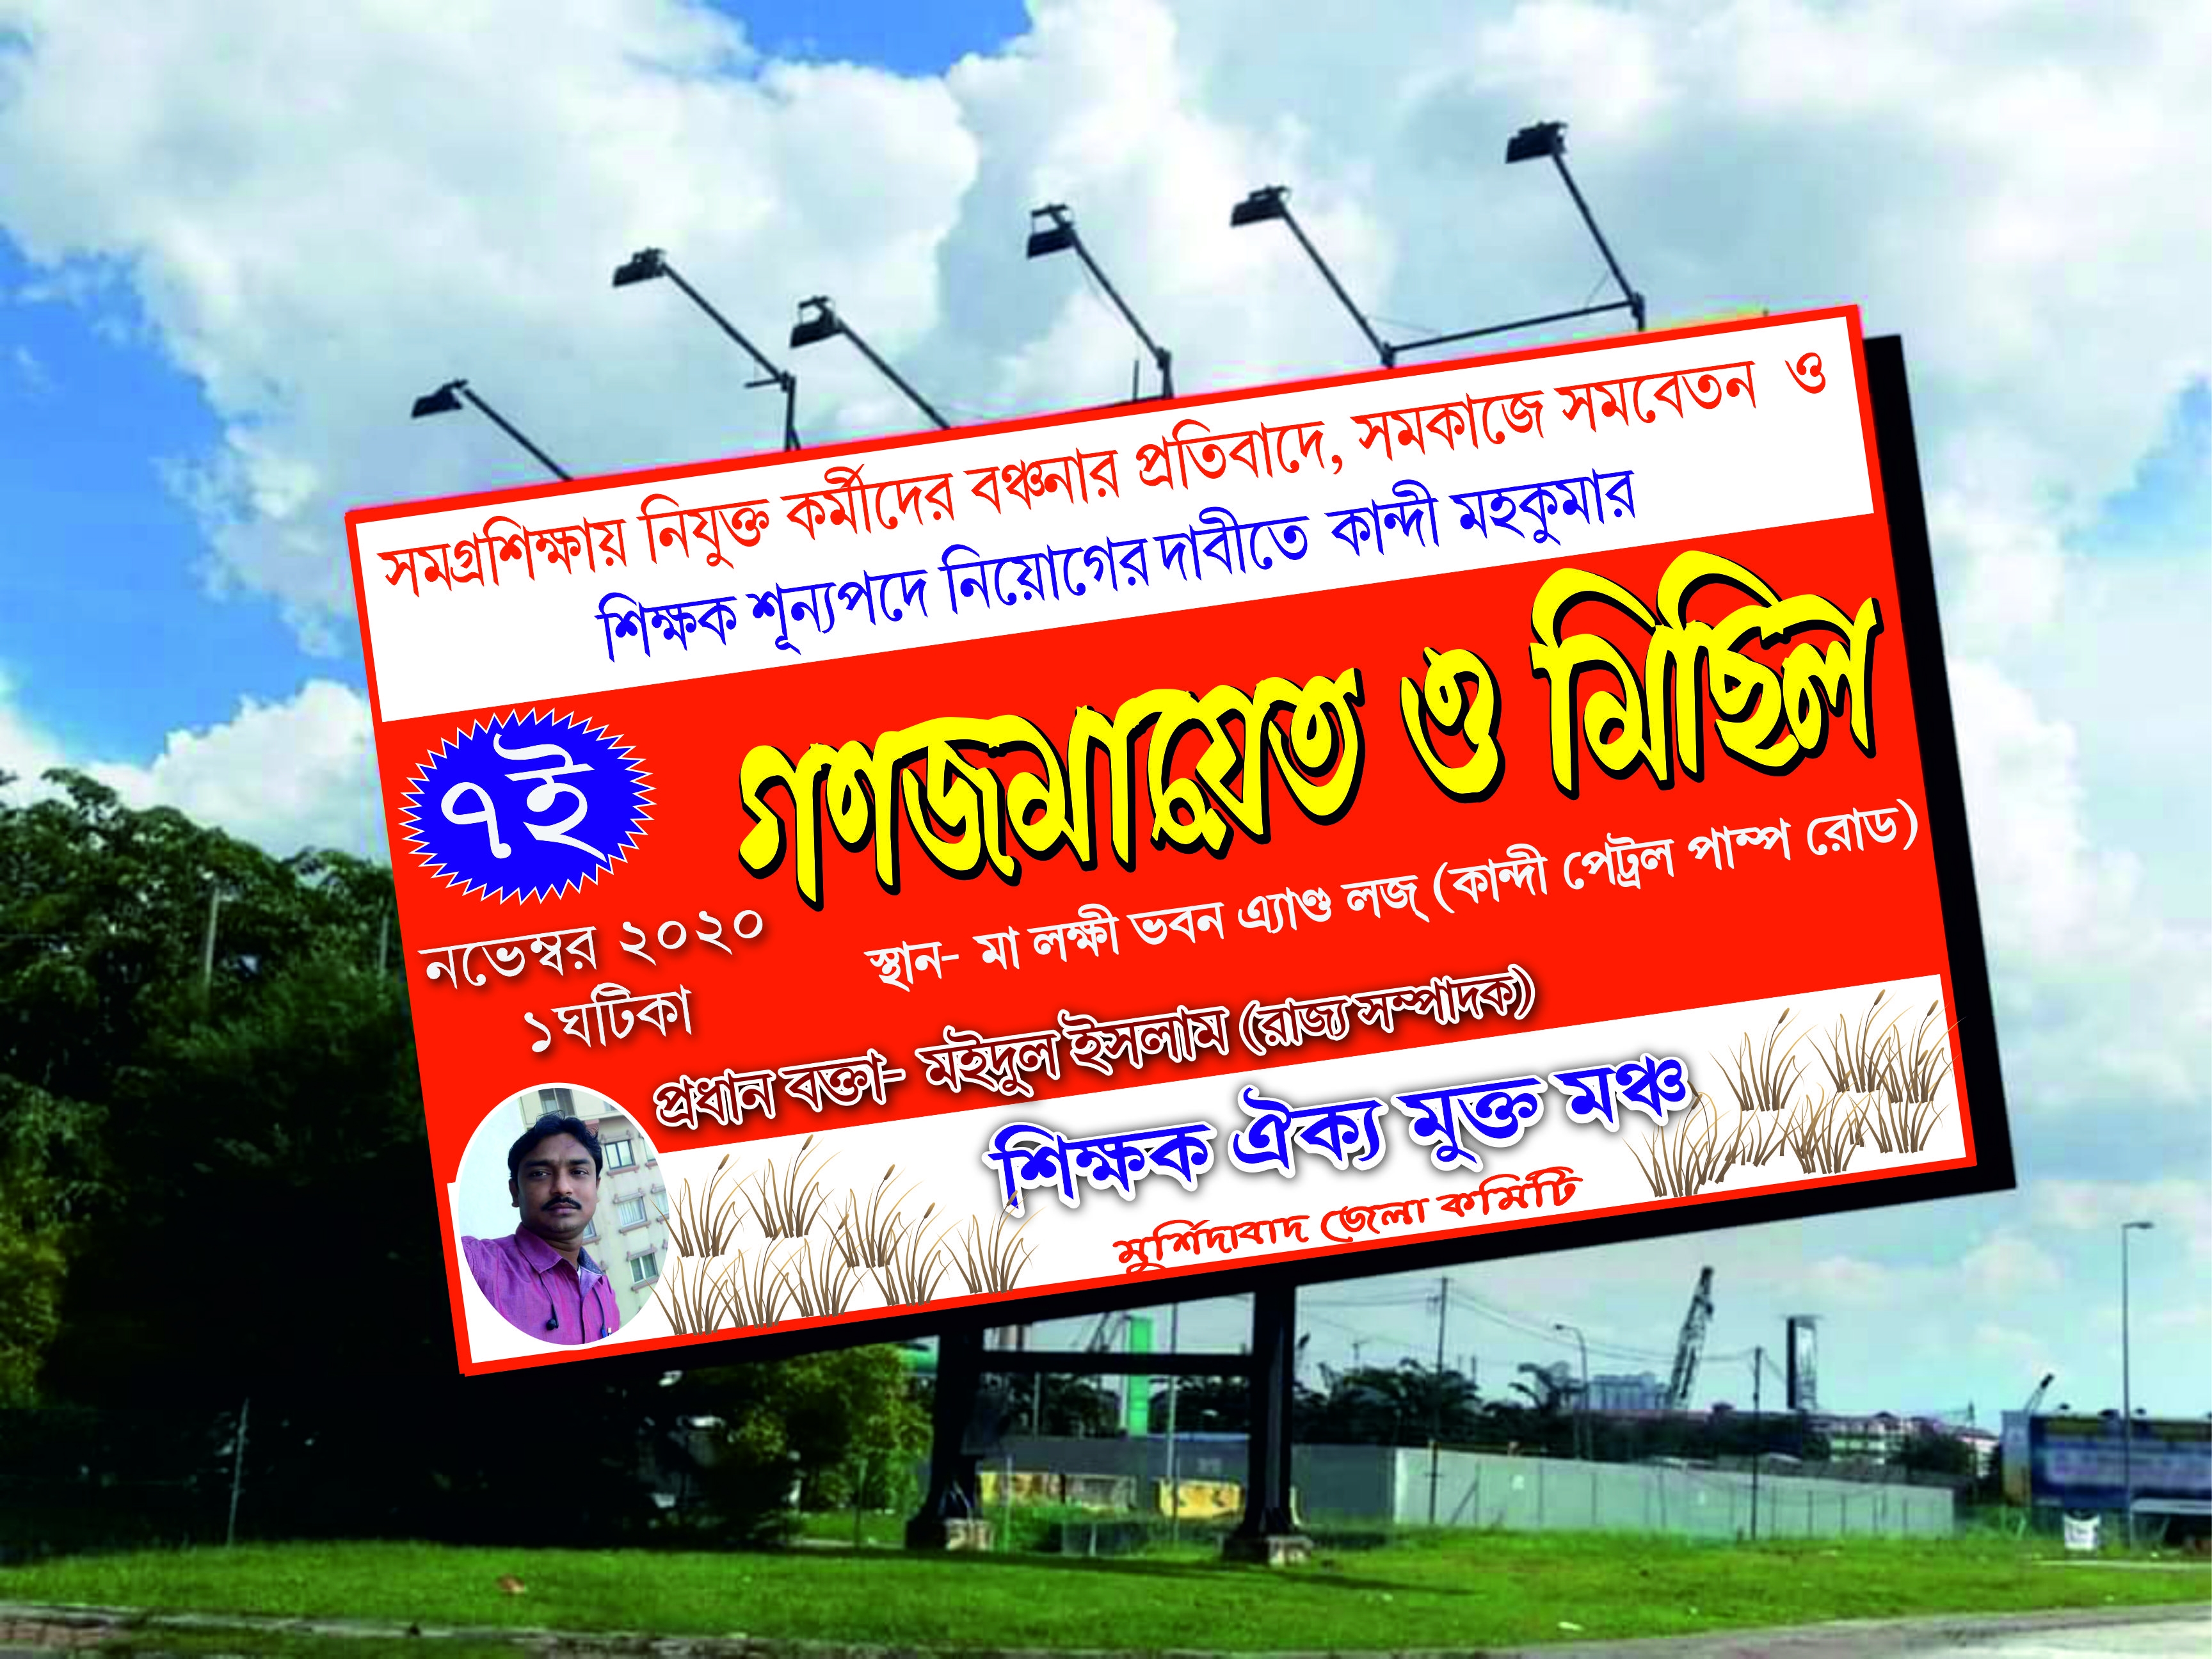 সমগ্রশিক্ষায় নিযুক্ত কর্মীদের বঞ্চনার প্রতিবাদে, সমকাজে সমবেতন ও
শিক্ষক শূন্যপদে নিয়োগের দাবীতে কান্দী মহকুমার
গণজমায়েত ও মিছিল
৭ই
নভেম্বর ২০২০
১ঘটিকা
স্থান- মা লক্ষী ভবন এ্যাণ্ড লজ্ (কান্দী পেট্রল পাম্প রোড)
প্রধান বক্তা- মইদুল ইসলাম (রাজ্য সম্পাদক)
শিক্ষক ঐক্য মুক্ত মঞ্চ
মুর্শিদাবাদ জেলা কমিটি